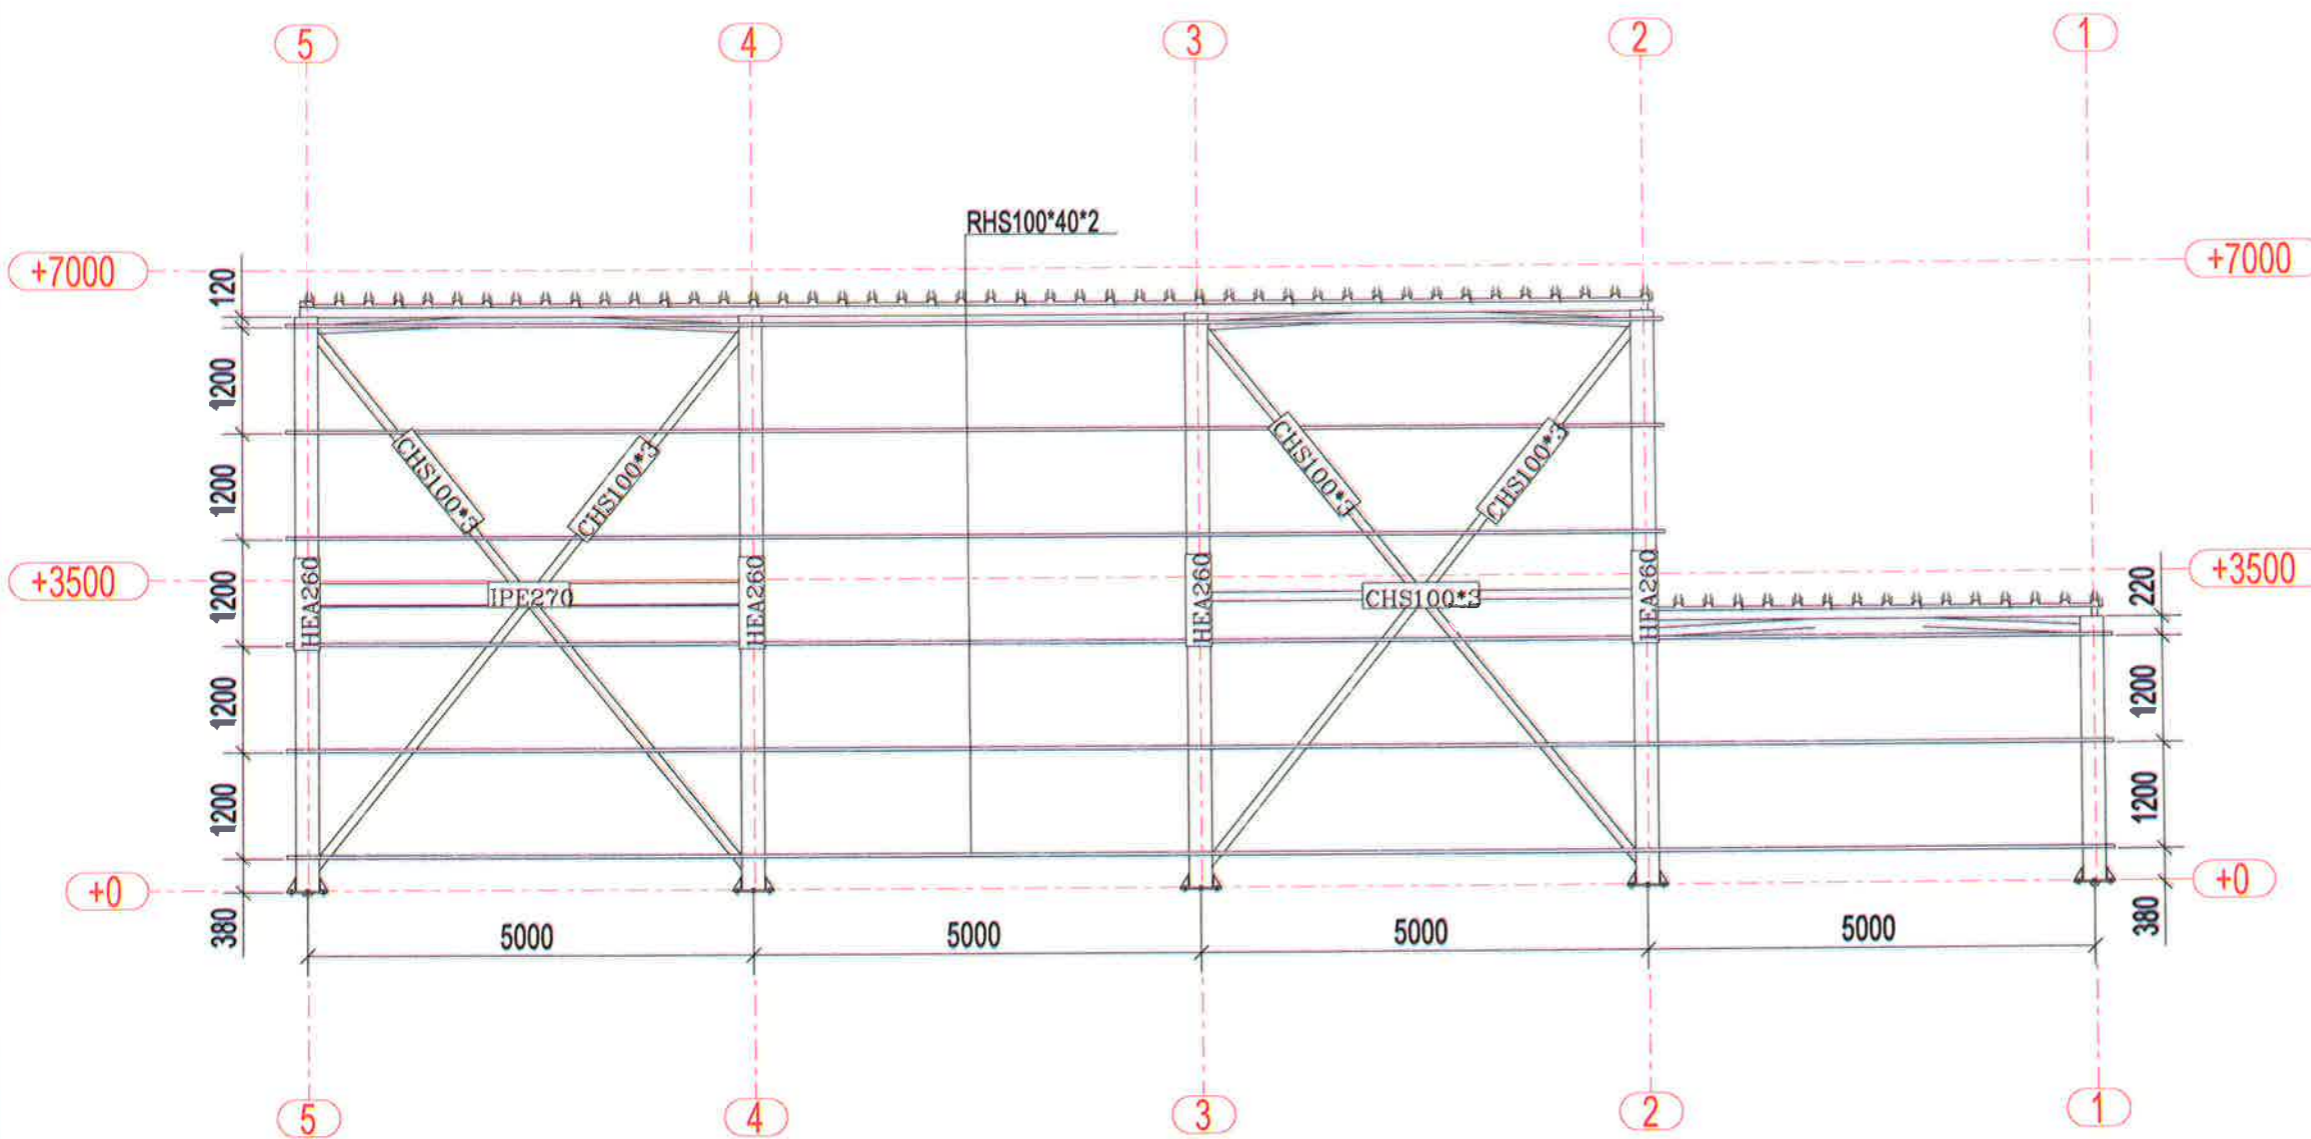 5 4 3 2 1
RHS100*40*2
+7000 +7000
120
1200
CHS100*3 CHS100*3 CHS100*3 CHS100*3
1200
+3500 +3500
HEA260 HEA260 HEA260 HEA260
IPE270 CHS100*3
1200
220
1200
1200
1200
1200
+0 +0
380 380
5000 5000 5000 5000
5 4 3 2 1